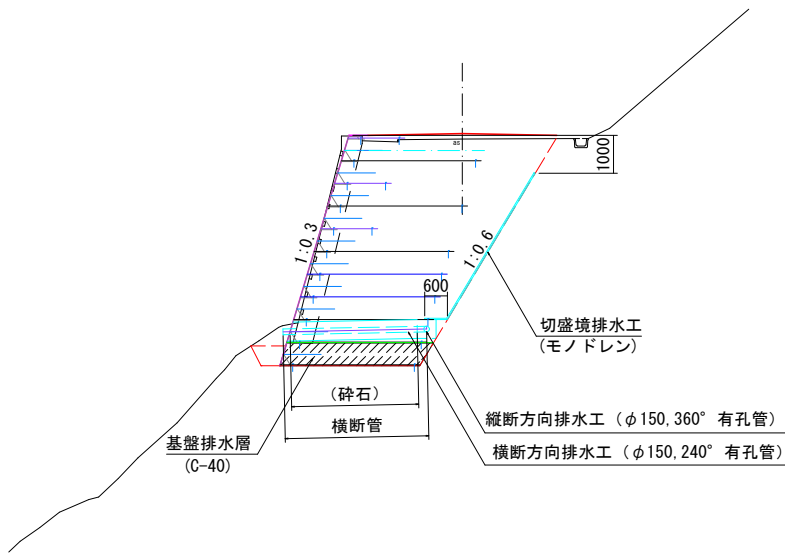 85
1000
1:0.3
1:0.6
600
切盛境排水工
(モノドレン)
(砕石)
横断管
縦断方向排水工（φ150,360°有孔管）
基盤排水層
(C-40)
横断方向排水工（φ150,240°有孔管）